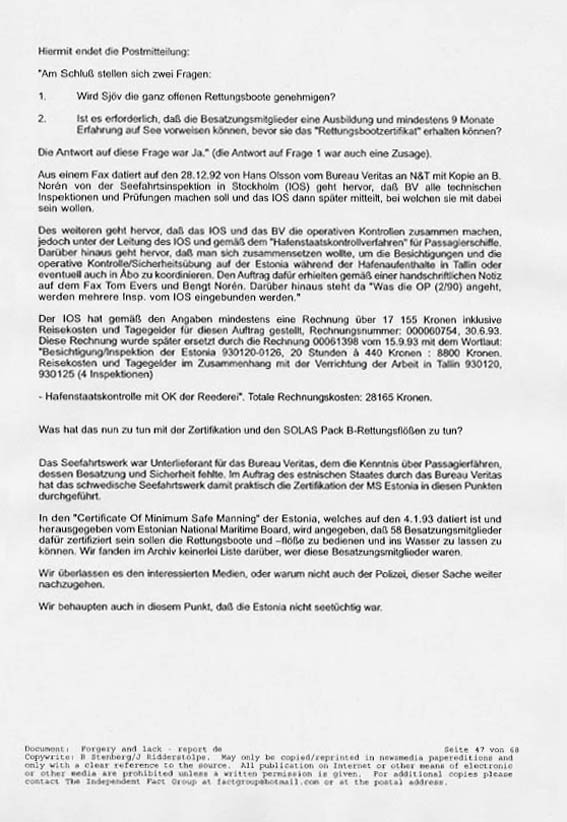 Hiermit endet die Postmitteilung:
"Am Schluß stellen sich zwei Fragen:
1. Wird Sjöv die ganz offenen Rettungsboote genehmigen?
2. Ist es erforderlich, daß die Besatzungsmitglieder eine Ausbildung und mindestens 9 Monate
Erfahrung auf See vorweisen können, bevor sie das "Rettungsbootzertifikat" erhalten können?
Die Antwort auf diese Frage war Ja." (die Antwort auf Frage 1 war auch eine Zusage).
Aus einem Fax datiert auf den 28.12.92 von Hans Olsson vom Bureau Veritas an N&T mit Kopie an B.
Norén von der Seefahrtsinspektion in Stockholm (IOS) geht hervor, daß BV alle technischen
Inspektionen und Prüfungen machen soll und das IOS dann später mitteilt, bei welchen sie mit dabei
sein wollen.
Des weiteren geht hervor, daß das IOS und das BV die operativen Kontrollen zusammen machen,
jedoch unter der Leitung des IOS und gemäß dem "Hafenstaatskontrollverfahren" für Passagierschiffe.
Darüber hinaus geht hervor, daß man sich zusammensetzen wollte, um die Besichtigungen und die
operative Kontrolle/Sicherheitsübung auf der Estonia während der Hafenaufenthalte in Tallin oder
eventuell auch in Åbo zu koordinieren. Den Auftrag dafür erhielten gemäß einer handschriftlichen Notiz
auf dem Fax Tom Evers und Bengt Norén. Darüber hinaus steht da "Was die OP (2/90) angeht,
werden mehrere Insp. vom IOS eingebunden werden."
Der IOS hat gemäß den Angaben mindestens eine Rechnung über 17 155 Kronen inklusive
Reisekosten und Tagegelder für diesen Auftrag gestellt, Rechnungsnummer: 000060754, 30.6.93.
Diese Rechnung wurde später ersetzt durch die Rechnung 00061398 vom 15.9.93 mit dem Wortlaut:
"Besichtigung/Inspektion der Estonia 930120-0126, 20 Stunden à 440 Kronen : 8800 Kronen.
Reisekosten und Tagegelder im Zusammenhang mit der Verrichtung der Arbeit in Tallin 930120,
930125 (4 Inspektionen)
- Hafenstaatskontrolle mit OK der Reederei". Totale Rechnungskosten: 28165 Kronen.
Was hat das nun zu tun mit der Zertifikation und den SOLAS Pack B-Rettungsflößen zu tun?
Das Seefahrtswerk war Unterlieferant für das Bureau Veritas, dem die Kenntnis über Passagierfähren,
dessen Besatzung und Sicherheit fehlte. Im Auftrag des estnischen Staates durch das Bureau Veritas
hat das schwedische Seefahrtswerk damit praktisch die Zertifikation der MS Estonia in diesen Punkten
durchgeführt.
In den "Certificate Of Minimum Safe Manning" der Estonia, welches auf den 4.1.93 datiert ist und
herausgegeben vom Estonian National Maritime Board, wird angegeben, daß 58 Besatzungsmitglieder
dafür zertifiziert sein sollen die Rettungsboote und –flöße zu bedienen und ins Wasser zu lassen zu
können. Wir fanden im Archiv keinerlei Liste darüber, wer diese Besatzungsmitglieder waren.
Wir überlassen es den interessierten Medien, oder warum nicht auch der Polizei, dieser Sache weiter
nachzugehen.
Wir behaupten auch in diesem Punkt, daß die Estonia nicht seetüchtig war.
Document: Forgery and lack - report de Seite 47 von 68
Copywrite: B Stenberg/J Ridderstolpe. May only be copied/reprinted in newsmedia papereditions and
only with a clear reference to the source. All publication on Internet or other means of electronic
or other media are prohibited unless a written permission is given. For additional copies please
contact The Independent Fact Group at factgroup@hotmail.com or at the postal address.